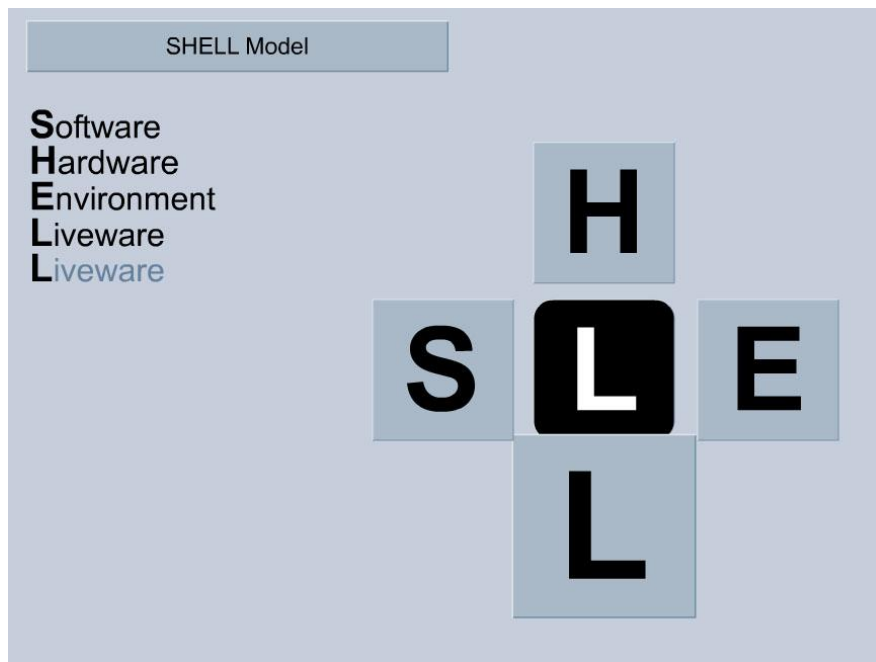 SHELL Model
Software
Hardware
Environment
Liveware
Liveware
H
S L E
L